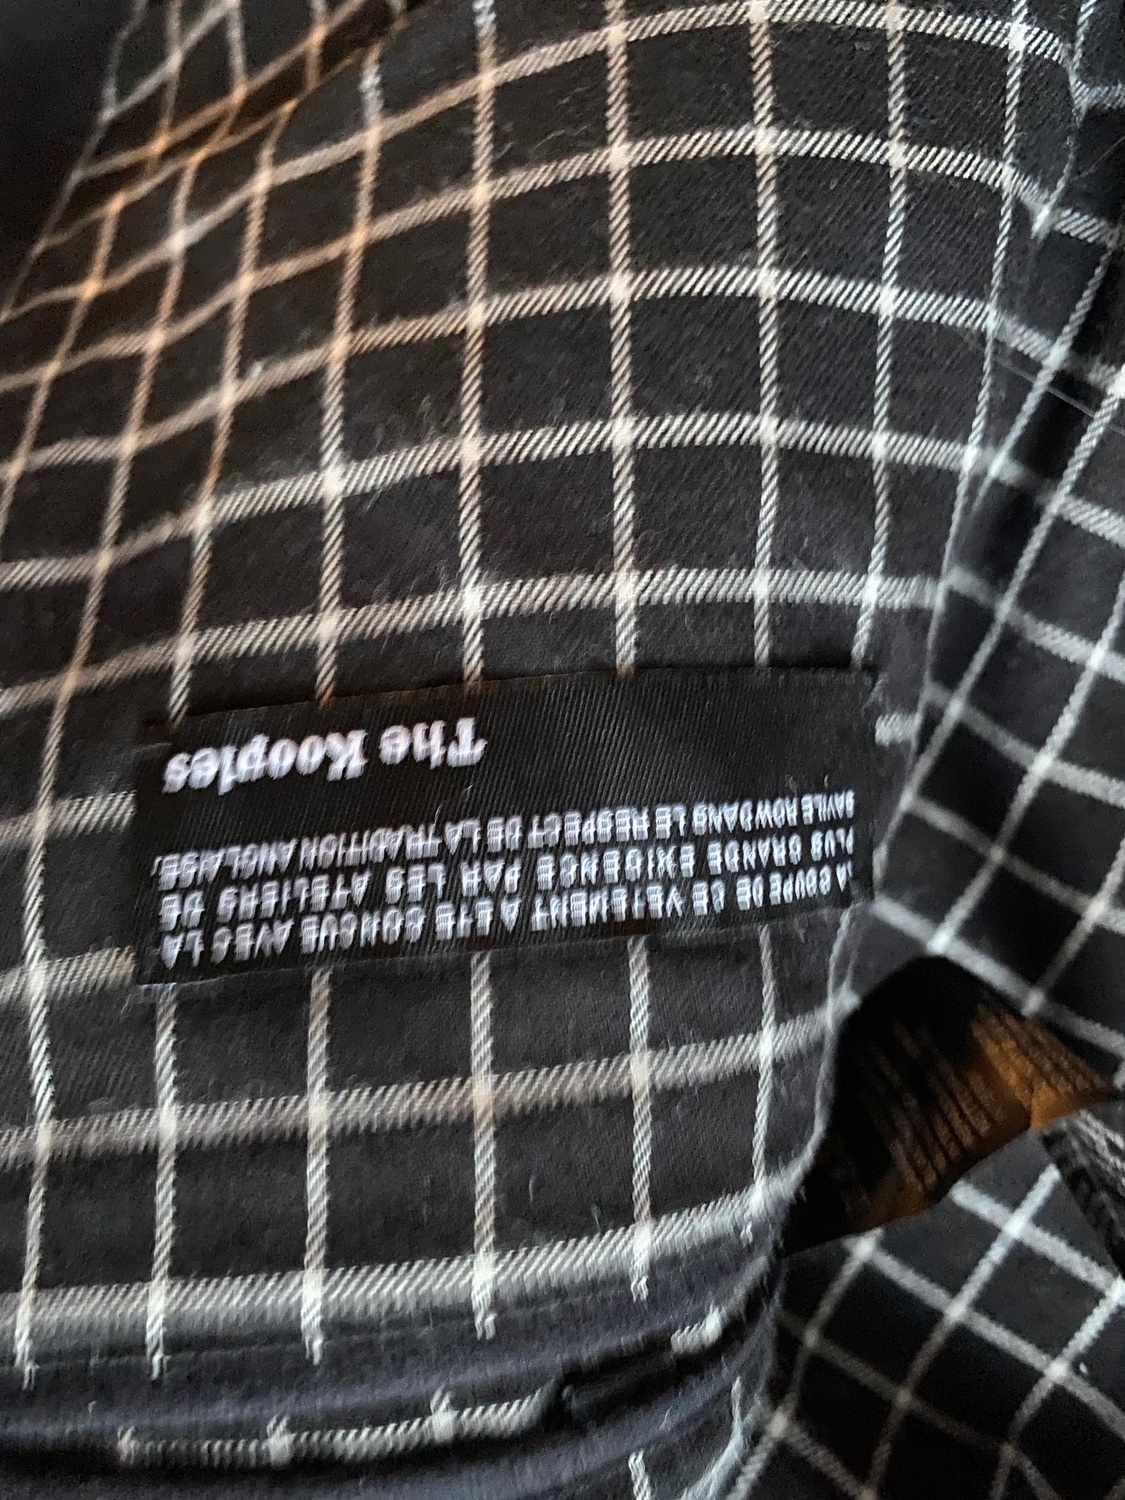 LA COUPE DE CE VETEMENT A ETE CONCUE AVEC LA
PLUS GRANDE EXIGENCE PAR LES ATELIERS DE
SAVILE ROW DANS LE RESPECT DE LA TRADITION ANGLAISE.
The Kooples